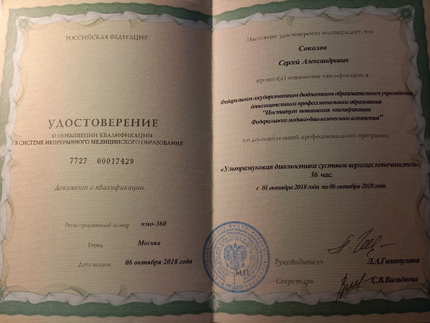 РОССИЙСКАЯ ФЕДЕРАЦИЯ
УДОСТОВЕРЕНИЕ
О ПОВЫШЕНИИ КВАЛИФИКАЦИИ
В СИСТЕМЕ НЕПРЕРЫВНОГО МЕДИЦИНСКОГО ОБРАЗОВАНИЯ
7727 00017429
Документ о квалификации
Регистрационный номер нмо-360
Город Москва
Дата выдачи 06 октября 2018 года
Настоящее удостоверение подтверждает, что
Соколов
Сергей Александрович
прошел(а) повышение квалификации в
Федеральном государственном бюджетном образовательном учреждении
дополнительного профессионального образования
"Институт повышения квалификации
Федерального медико-биологического агентства"
по дополнительной профессиональной программе
«Ультразвуковая диагностика суставов верхних конечностей»
36 час.
с 01 октября 2018 года по 06 октября 2018 года
М.П.
Руководитель
Секретарь